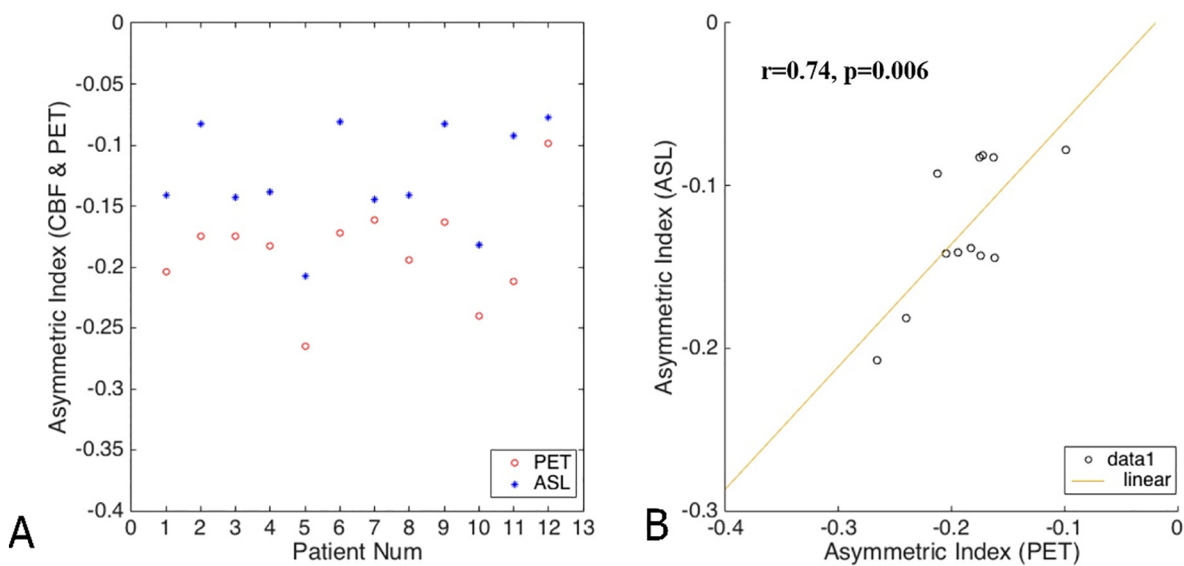 0
-0.05
-0.1
-0.15
-0.2
-0.25
-0.3
-0.35
-0.4
Asymmetric Index (CBF & PET)
0 1 2 3 4 5 6 7 8 9 10 11 12 13
Patient Num
PET
ASL
A
0
-0.1
-0.2
-0.3
Asymmetric Index (ASL)
r=0.74, p=0.006
data1
linear
-0.4 -0.3 -0.2 -0.1 0
Asymmetric Index (PET)
B